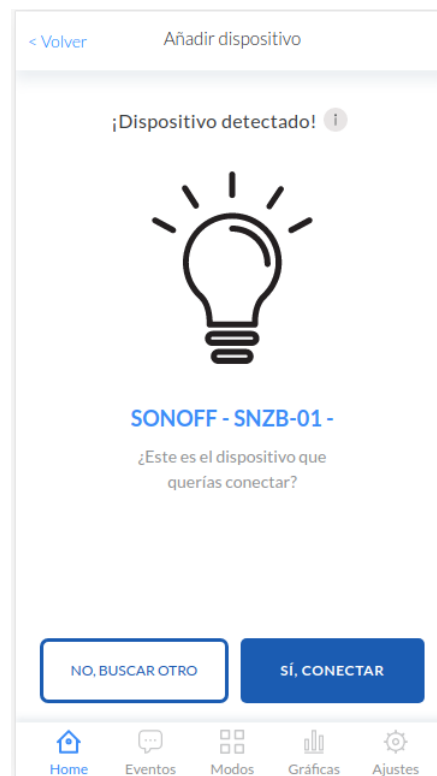 < Volver Añadir dispositivo
¡Dispositivo detectado! i
SONOFF - SNZB-01 -
¿Este es el dispositivo que
querías conectar?
NO, BUSCAR OTRO SÍ, CONECTAR
Home Eventos Modos Gráficas Ajustes